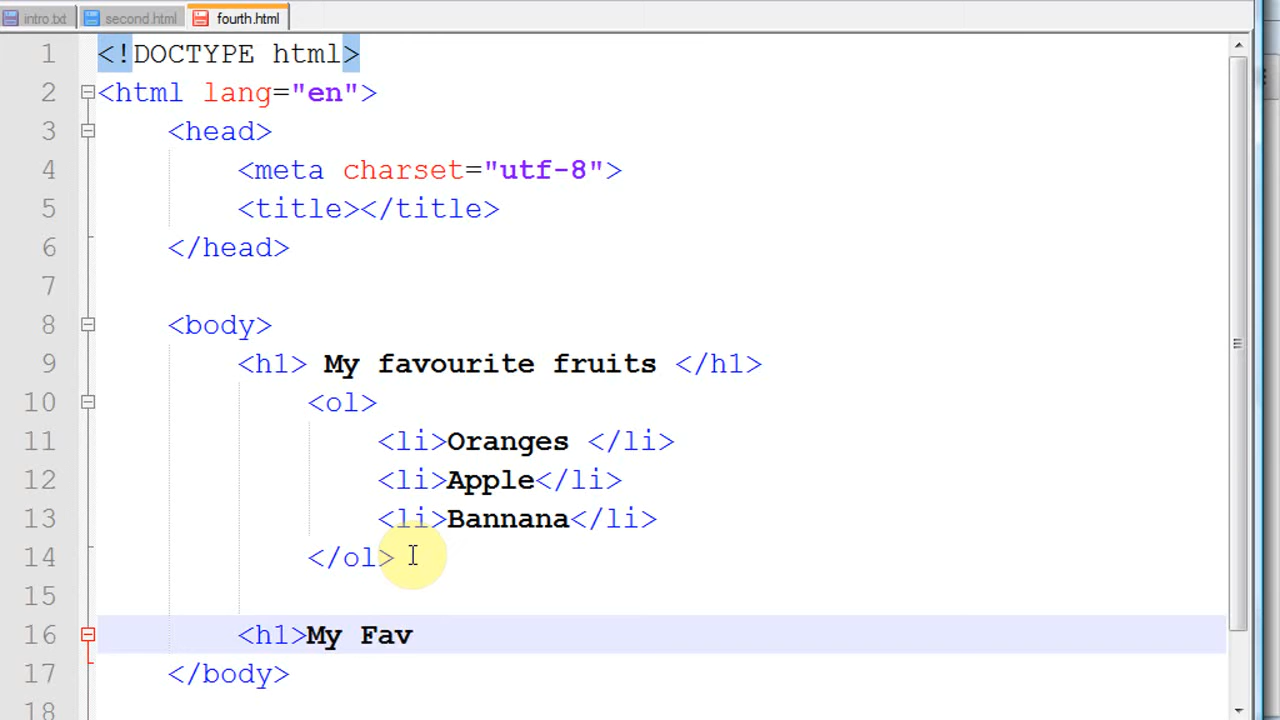 intro.txt second.html fourth.html
1 <!DOCTYPE html>
2 <html lang="en">
3 <head>
4 <meta charset="utf-8">
5 <title></title>
6 </head>
7
8 <body>
9 <h1> My favourite fruits </h1>
10 <ol>
11 <li>Oranges </li>
12 <li>Apple</li>
13 <li>Bannana</li>
14 </ol>
15
16 <h1>My Fav
17 </body>
18